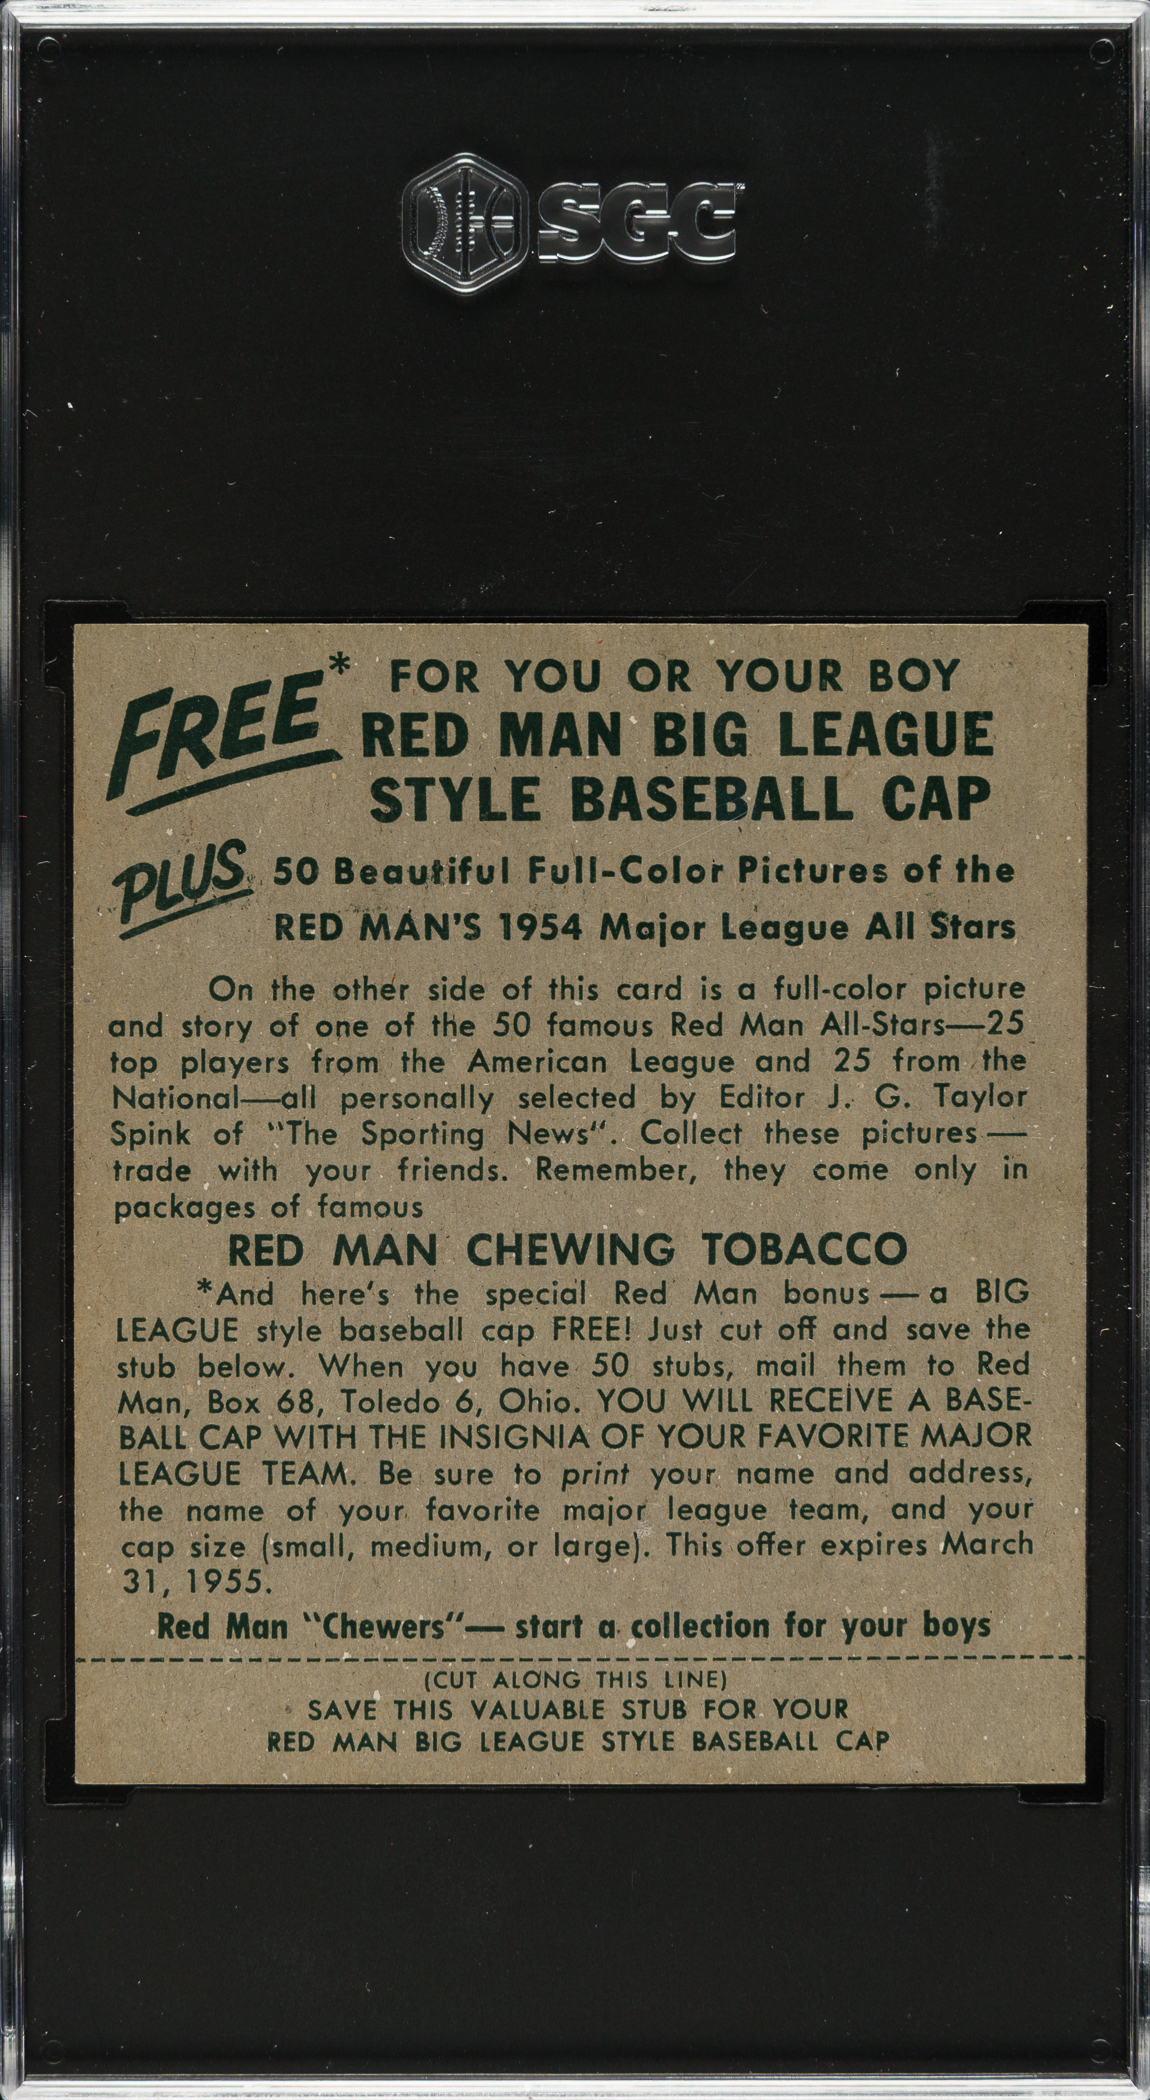 SGC
FREE* FOR YOU OR YOUR BOY
RED MAN BIG LEAGUE
STYLE BASEBALL CAP
PLUS 50 Beautiful Full-Color Pictures of the
RED MAN'S 1954 Major League All Stars
On the other side of this card is a full-color picture
and story of one of the 50 famous Red Man All-Stars—25
top players from the American League and 25 from the
National—all personally selected by Editor J. G. Taylor
Spink of "The Sporting News". Collect these pictures—
trade with your friends. Remember, they come only in
packages of famous
RED MAN CHEWING TOBACCO
*And here's the special Red Man bonus — a BIG
LEAGUE style baseball cap FREE! Just cut off and save the
stub below. When you have 50 stubs, mail them to Red
Man, Box 68, Toledo 6, Ohio. YOU WILL RECEIVE A BASE-
BALL CAP WITH THE INSIGNIA OF YOUR FAVORITE MAJOR
LEAGUE TEAM. Be sure to print your name and address,
the name of your favorite major league team, and your
cap size (small, medium, or large). This offer expires March
31, 1955.
Red Man "Chewers"— start a collection for your boys
(CUT ALONG THIS LINE)
SAVE THIS VALUABLE STUB FOR YOUR
RED MAN BIG LEAGUE STYLE BASEBALL CAP